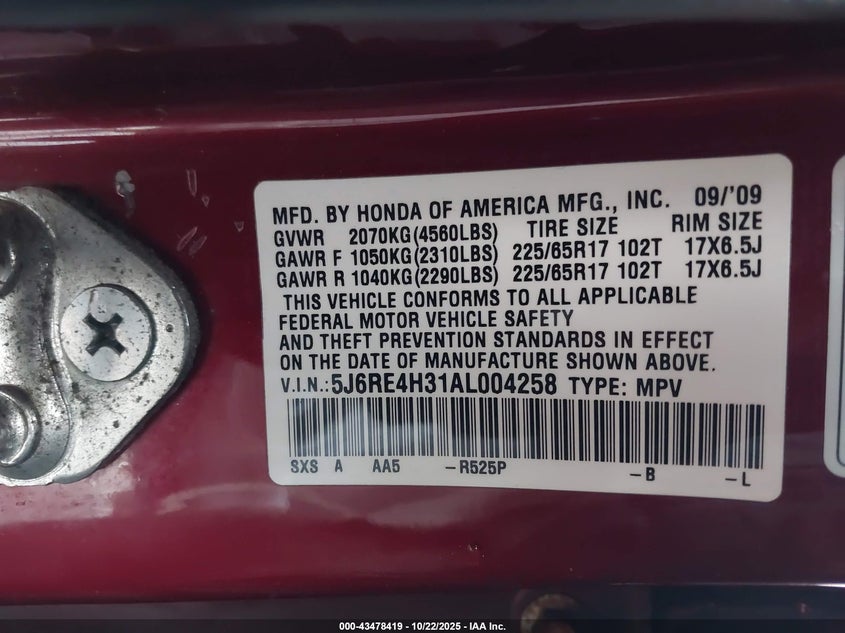 MFD. BY HONDA OF AMERICA MFG., INC. 09/'09
GVWR 2070KG(4560LBS) TIRE SIZE RIM SIZE
GAWR F 1050KG(2310LBS) 225/65R17 102T 17X6.5J
GAWR R 1040KG(2290LBS) 225/65R17 102T 17X6.5J
THIS VEHICLE CONFORMS TO ALL APPLICABLE
FEDERAL MOTOR VEHICLE SAFETY
AND THEFT PREVENTION STANDARDS IN EFFECT
ON THE DATE OF MANUFACTURE SHOWN ABOVE.
V.I.N.:5J6RE4H31AL004258 TYPE: MPV
SXS A AA5 -R525P -B -L
000-43478419 - 10/22/2025 - IAA Inc.